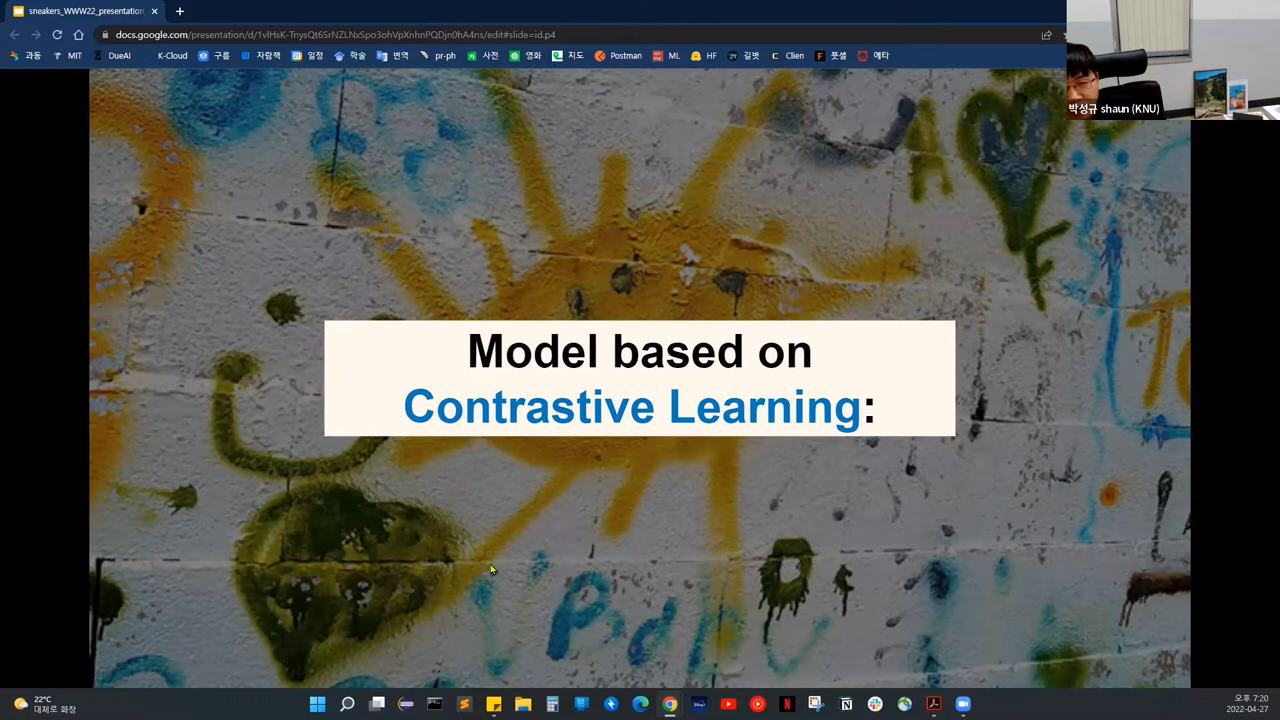 sneakers_WWW22_presentation
docs.google.com/presentation/d/1vlHsK-TnysQt6SrNZLNxSpo3ohVpXnhnPQDjn0hA4ns/edit#slide=id.p4
과동 MIT DueAI K-Cloud 구름 자람책 일정 학술 번역 pr-ph 사전 영화 지도 Postman ML HF 길벗 Clien 풋셀 예타
박성규 shaun (KNU)
A
F
Model based on
Contrastive Learning:
22°C
대체로 화창
오후 7:20
2022-04-27